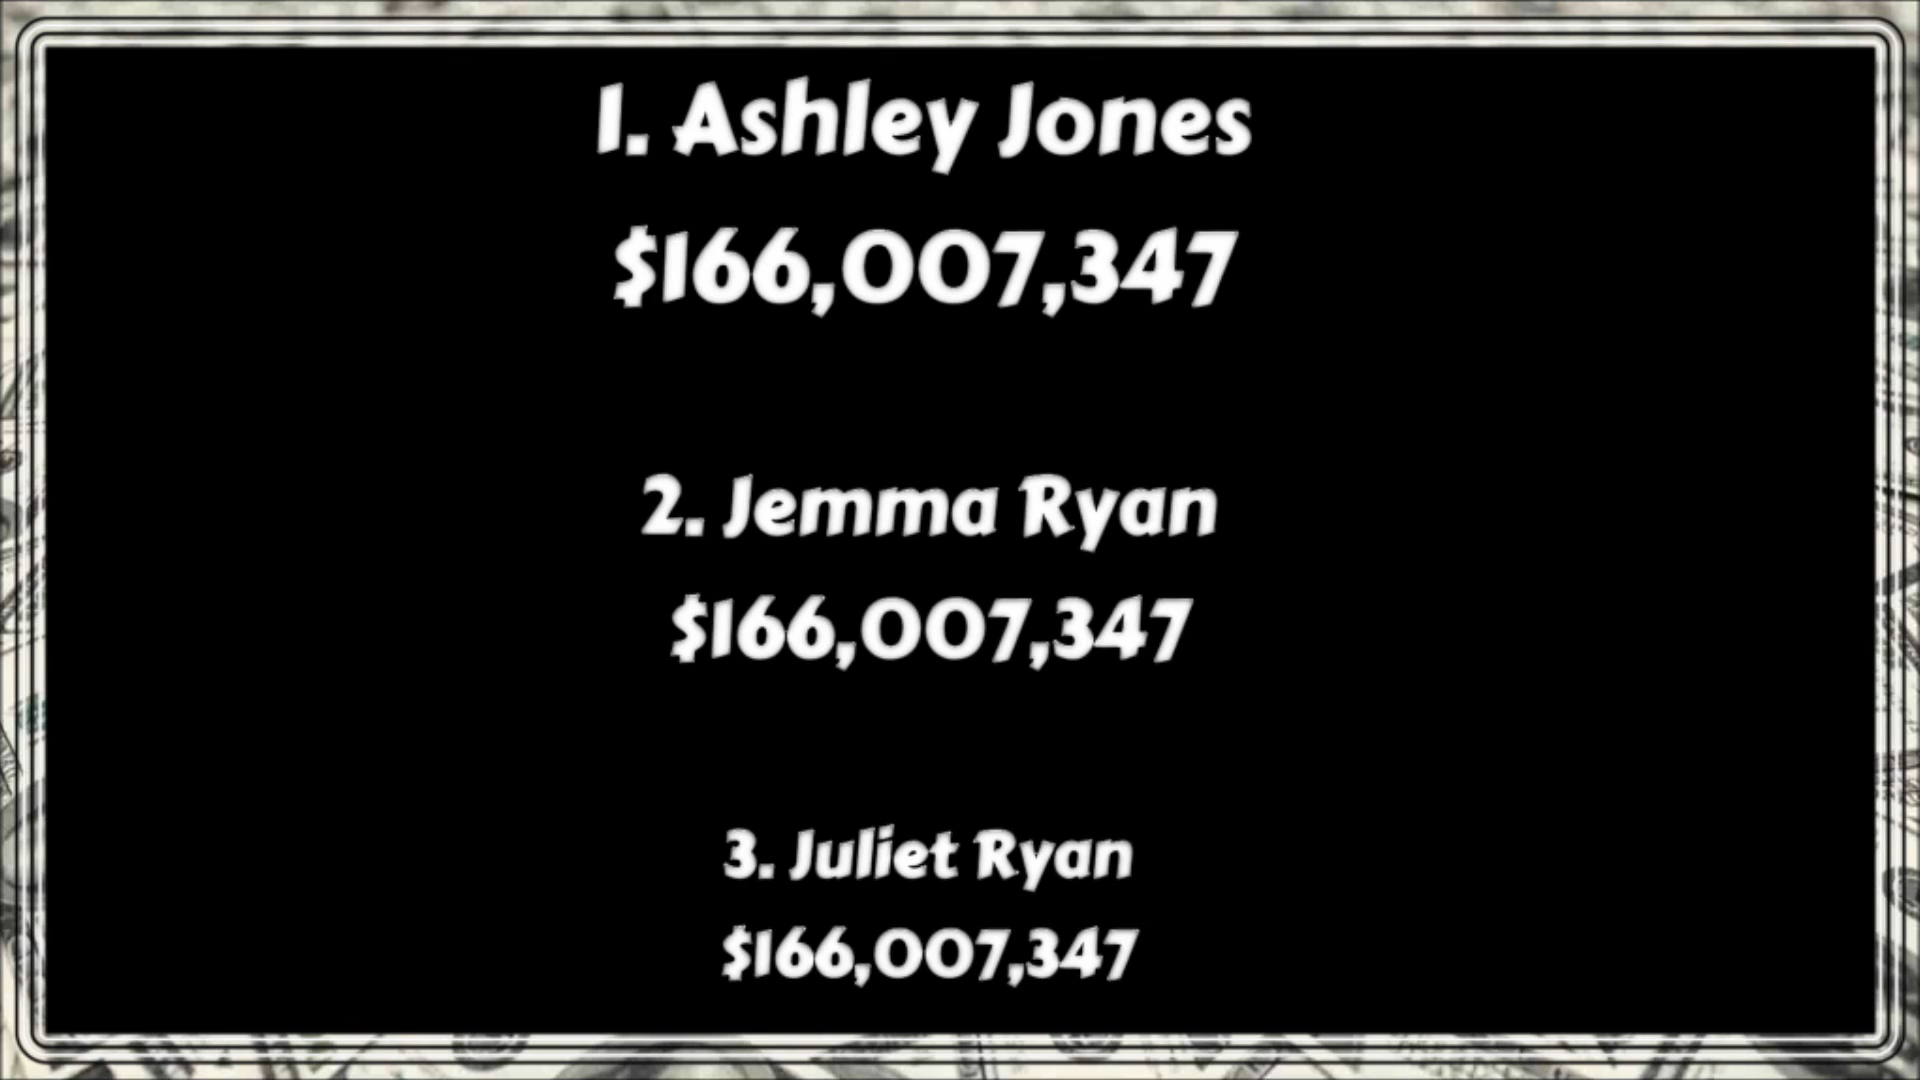 1. Ashley Jones
$166,007,347
2. Jemma Ryan
$166,007,347
3. Juliet Ryan
$166,007,347